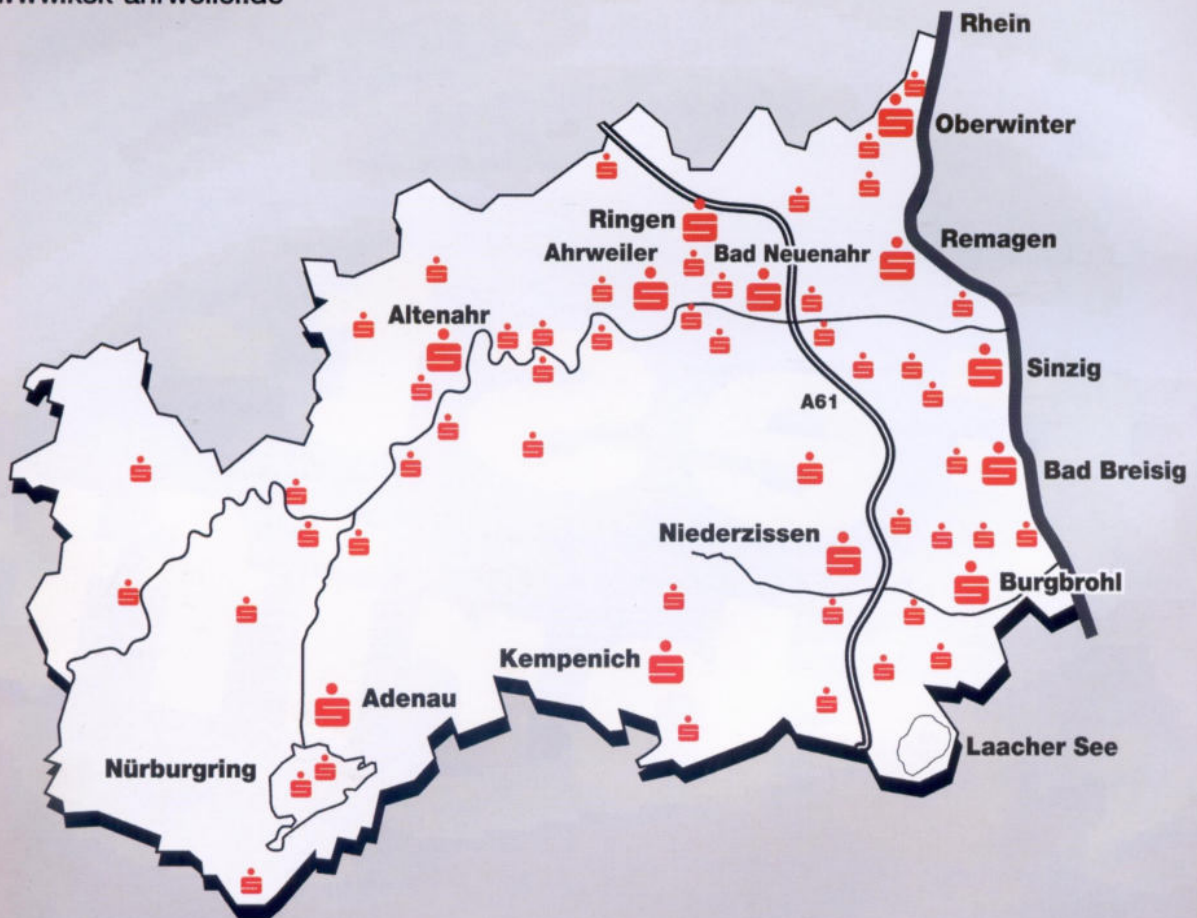 Rhein
Oberwinter
Ringen
Remagen
Ahrweiler
Bad Neuenahr
Altenahr
Sinzig
A61
Bad Breisig
Niederzissen
Burgbrohl
Kempenich
Adenau
Laacher See
Nürburgring